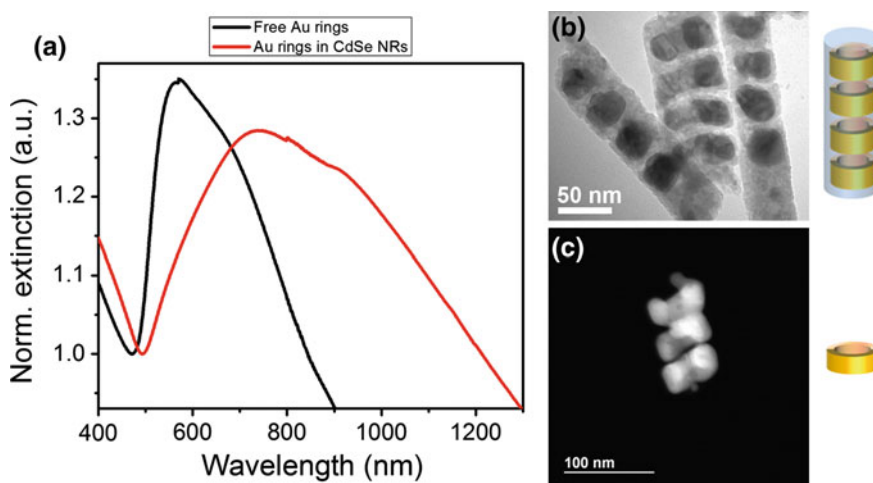 Free Au rings
Au rings in CdSe NRs
(a)
Norm. extinction (a.u.)
1.3
1.2
1.1
1.0
400 600 800 1000 1200
Wavelength (nm)
(b)
50 nm
(c)
100 nm